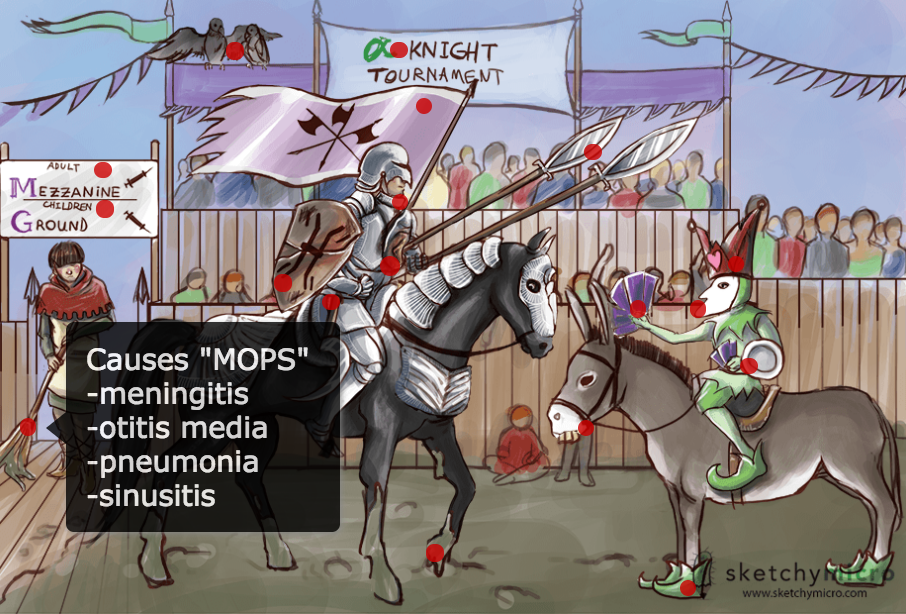 α KNIGHT
TOURNAMENT
ADULT
MEZZANINE
CHILDREN
GROUND
Causes "MOPS"
-meningitis
-otitis media
-pneumonia
-sinusitis
sketchymicro
www.sketchymicro.com